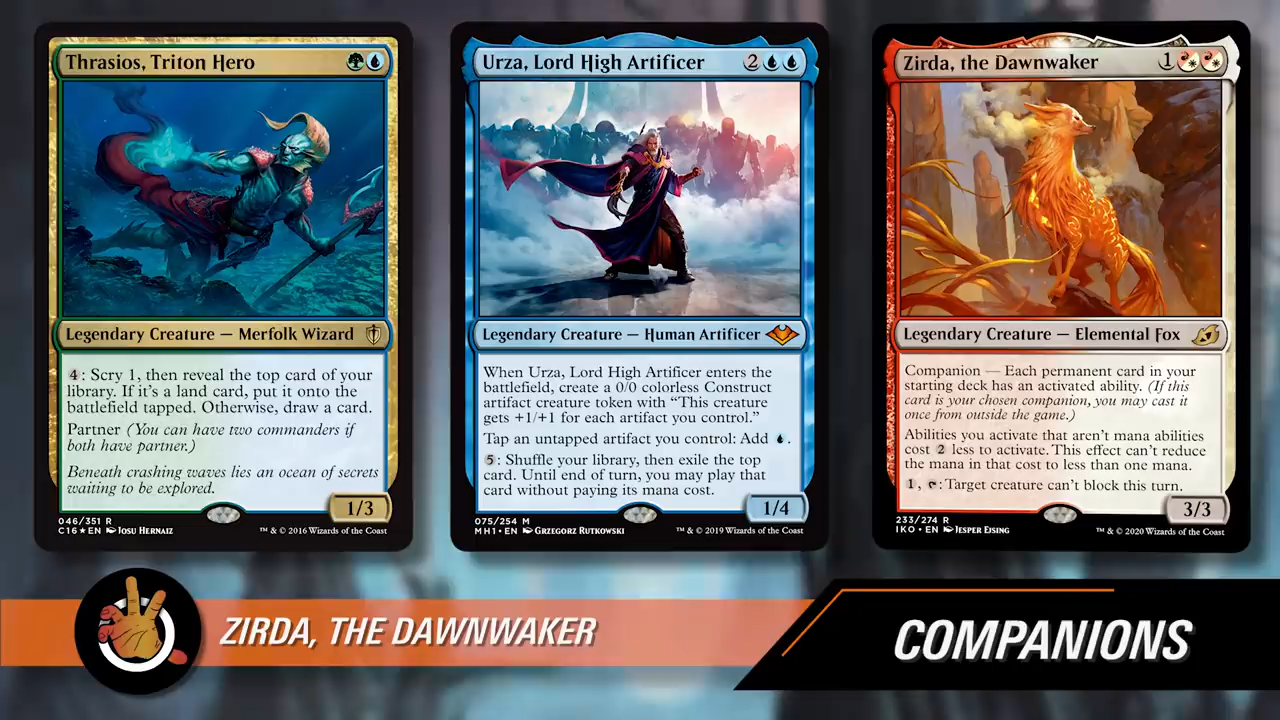 Thrasios, Triton Hero
Legendary Creature — Merfolk Wizard
4: Scry 1, then reveal the top card of your
library. If it's a land card, put it onto the
battlefield tapped. Otherwise, draw a card.
Partner (You can have two commanders if
both have partner.)
Beneath crashing waves lies an ocean of secrets
waiting to be explored.
1/3
046/351 R
C16★EN Josu Hernaiz
™ & © 2016 Wizards of the Coast
Urza, Lord High Artificer
2
Legendary Creature — Human Artificer
When Urza, Lord High Artificer enters the
battlefield, create a 0/0 colorless Construct
artifact creature token with “This creature
gets +1/+1 for each artifact you control.”
Tap an untapped artifact you control: Add .
5: Shuffle your library, then exile the top
card. Until end of turn, you may play that
card without paying its mana cost.
1/4
075/254 M
MH1 • EN Grzegorz Rutkowski
™ & © 2019 Wizards of the Coast
Zirda, the Dawnwaker
1
Legendary Creature — Elemental Fox
Companion — Each permanent card in your
starting deck has an activated ability. (If this
card is your chosen companion, you may cast it
once from outside the game.)
Abilities you activate that aren't mana abilities
cost 2 less to activate. This effect can't reduce
the mana in that cost to less than one mana.
1, : Target creature can't block this turn.
3/3
233/274 R
IKO • EN Jesper Ejsing
™ & © 2020 Wizards of the Coast
ZIRDA, THE DAWNWAKER
COMPANIONS